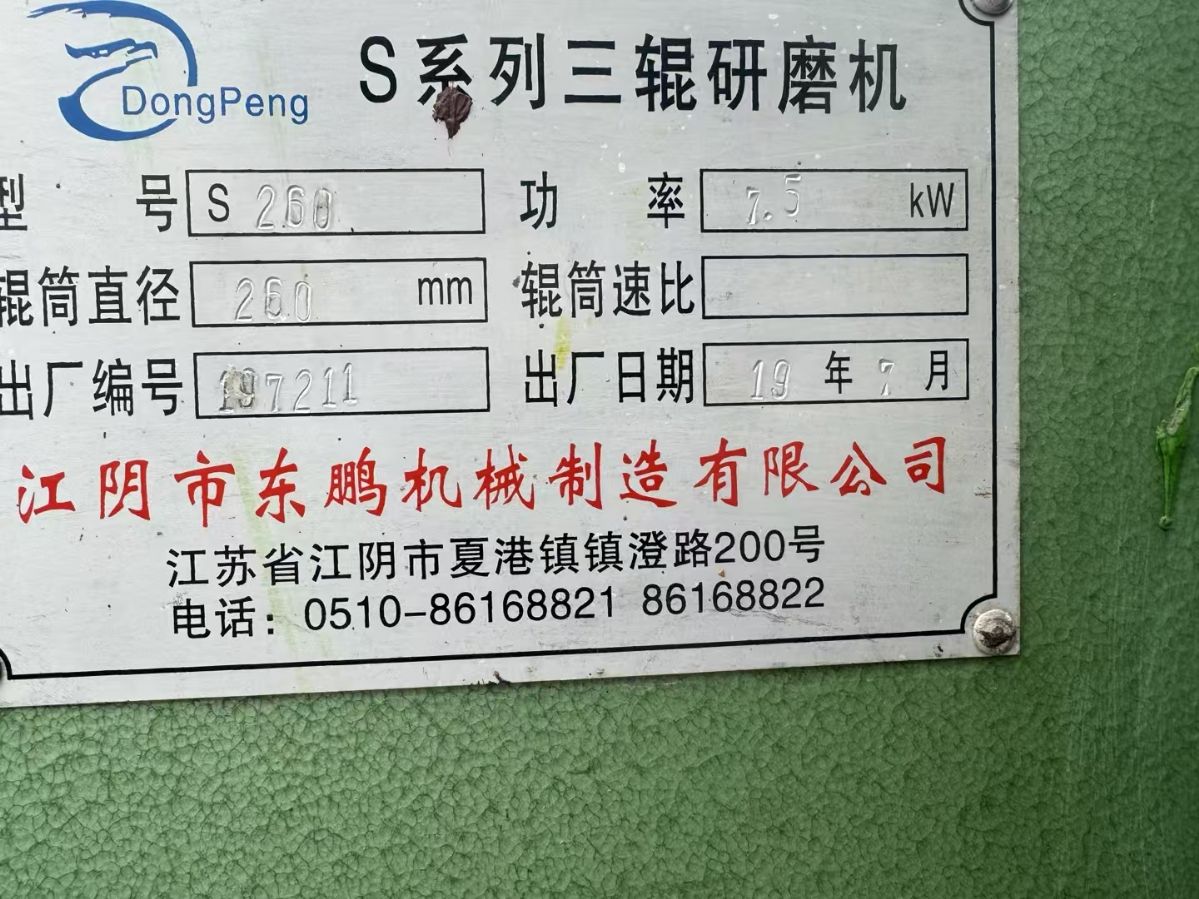 DongPeng
S系列三辊研磨机
型号 S 260 功率 7.5 kW
辊筒直径 260 mm 辊筒速比
出厂编号 197211 出厂日期 19 年 7 月
江阴市东鹏机械制造有限公司
江苏省江阴市夏港镇镇澄路200号
电话：0510-86168821 86168822